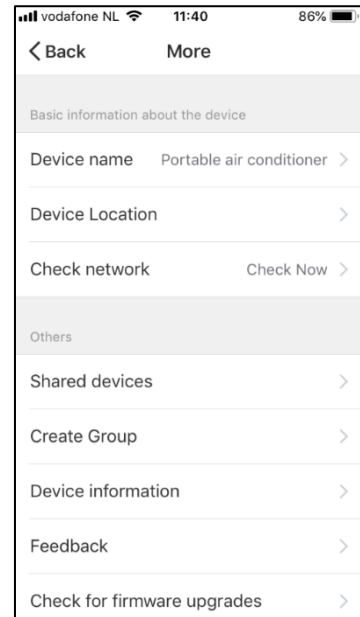 vodafone NL 11:40 86%
Back More
Basic information about the device
Device name Portable air conditioner
Device Location
Check network Check Now
Others
Shared devices
Create Group
Device information
Feedback
Check for firmware upgrades